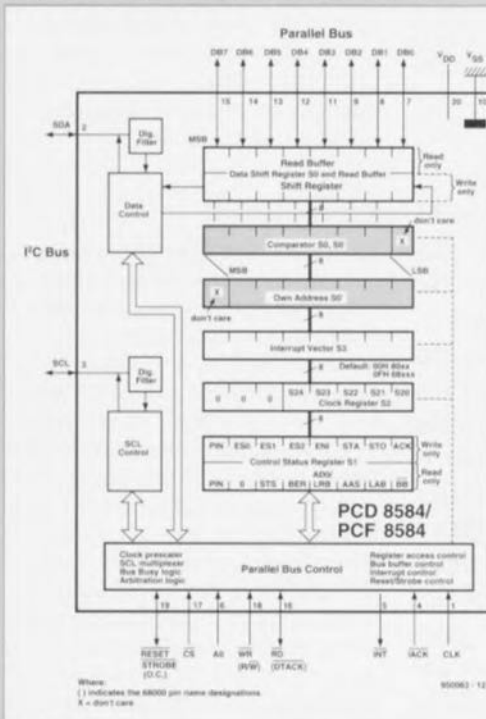 Parallel Bus
DB7 DB6 DB5 DB4 DB3 DB2 DB1 DB0 VDD VSS
15 14 13 12 11 9 8 7 20 10
SDA 2
Dig. Filter
MSB
Read Buffer
Data Shift Register S0 and Read Buffer
Shift Register
Read only
Write only
Data Control
8
don't care
I²C Bus
Comparator S0, S0' X
MSB 8 LSB
X Own Address S0'
don't care
8
Interrupt Vector S3
8
Default: 00H 80xx
0FH 68xxx
SCL 3
Dig. Filter
0 0 0 S24 S23 S22 S21 S20
Clock Register S2
8
SCL Control
PIN ES0 ES1 ES2 ENI STA STO ACK
Control Status Register S1
AD0/
PIN 0 STS BER LRB AAS LAB BB
Write only
Read only
PCD 8584/
PCF 8584
Clock prescaler
SCL multiplexer
Bus Busy logic
Arbitration logic
Parallel Bus Control
Register access control
Bus buffer control
Interrupt control
Reset/Strobe control
19 17 6 18 16 5 4 1
RESET CS A0 WR RD INT IACK CLK
STROBE (R/W) (DTACK)
(O.C.)
Where:
( ) indicates the 68000 pin name designations.
X = don't care
950063 - 12